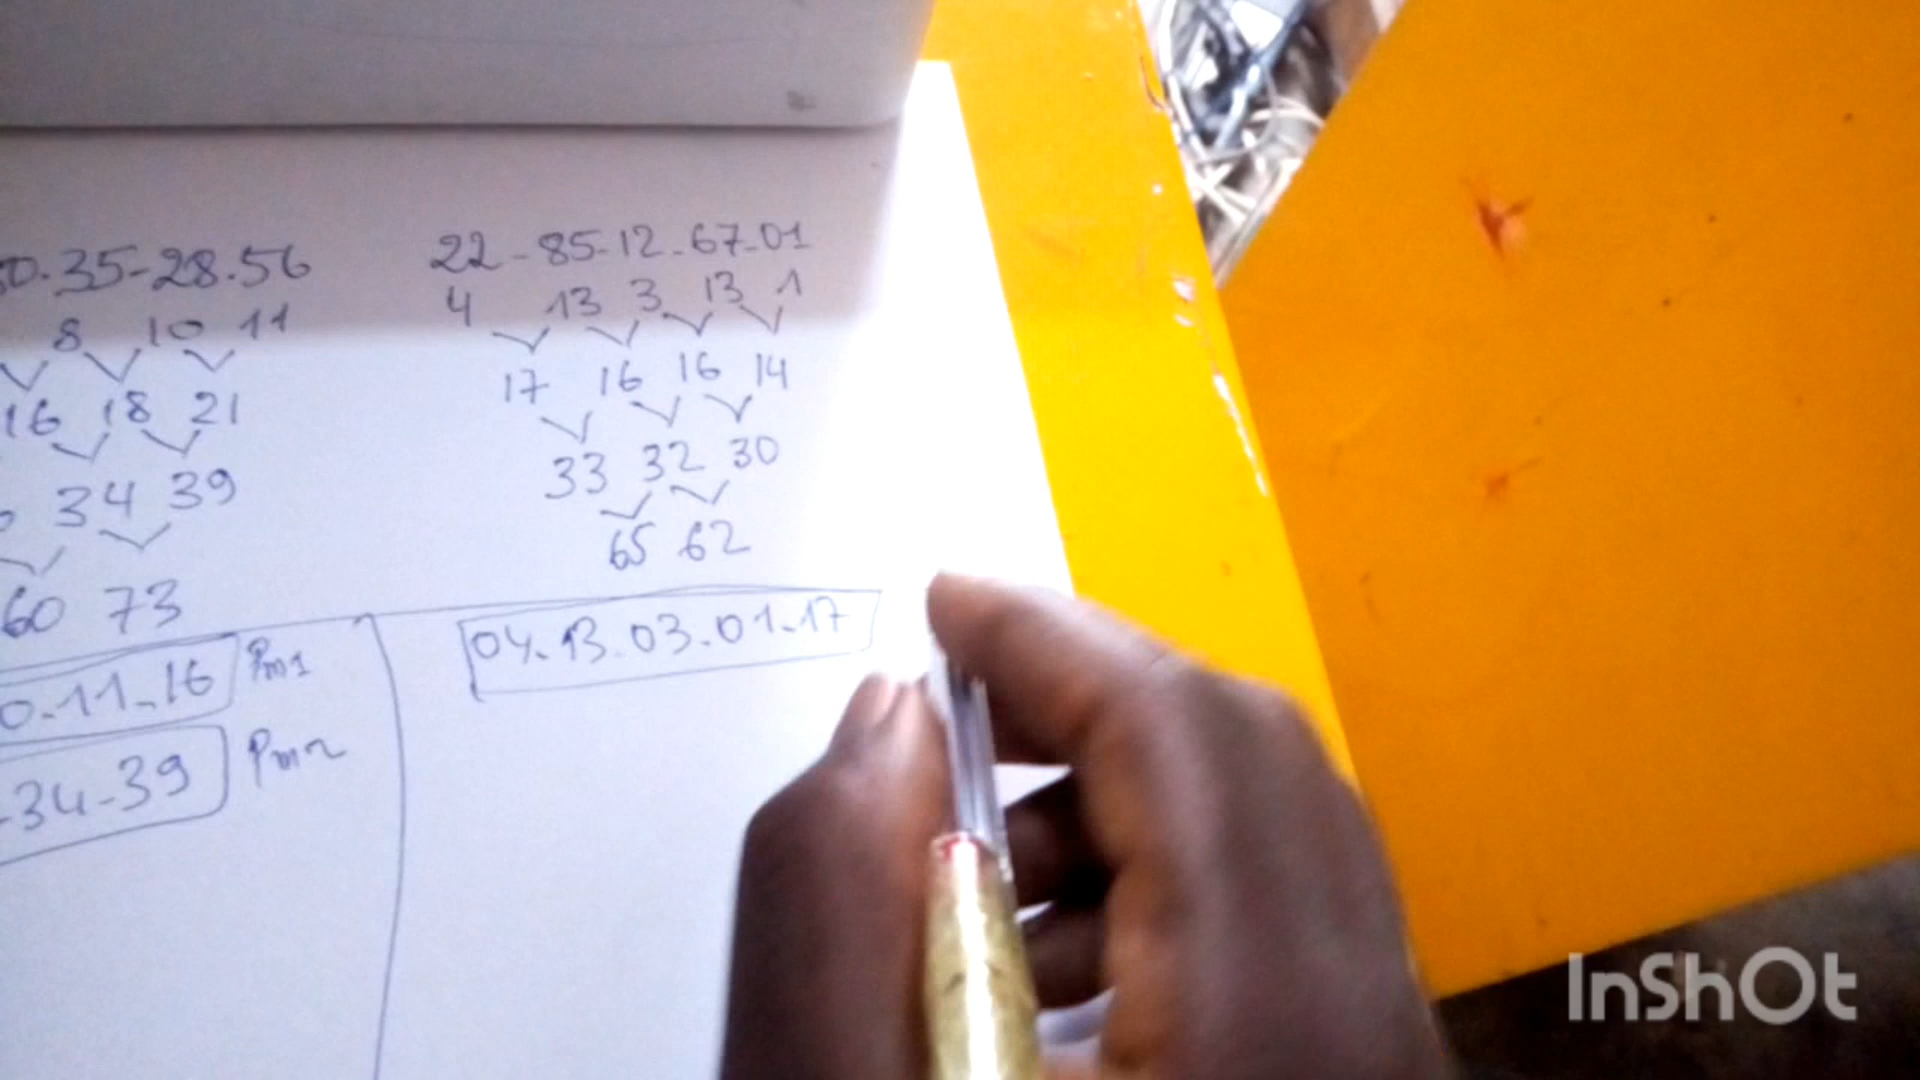 35-28.56
8 10 11
16 18 21
34 39
60 73
0-11-16 Pm1
-34-39 Pm2
22-85-12-67-01
4 13 3 13 1
17 16 16 14
33 32 30
65 62
04-13-03-01-17
InShOt